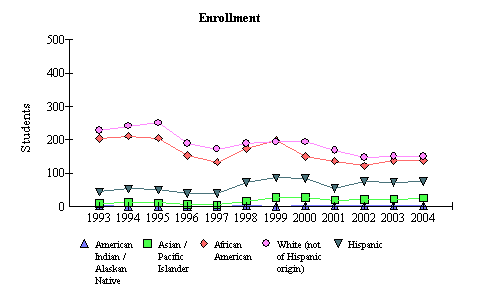 Enrollment
500
400
300
200
100
0
Students
1993 1994 1995 1996 1997 1998 1999 2000 2001 2002 2003 2004
American Indian / Alaskan Native
Asian / Pacific Islander
African American
White (not of Hispanic origin)
Hispanic